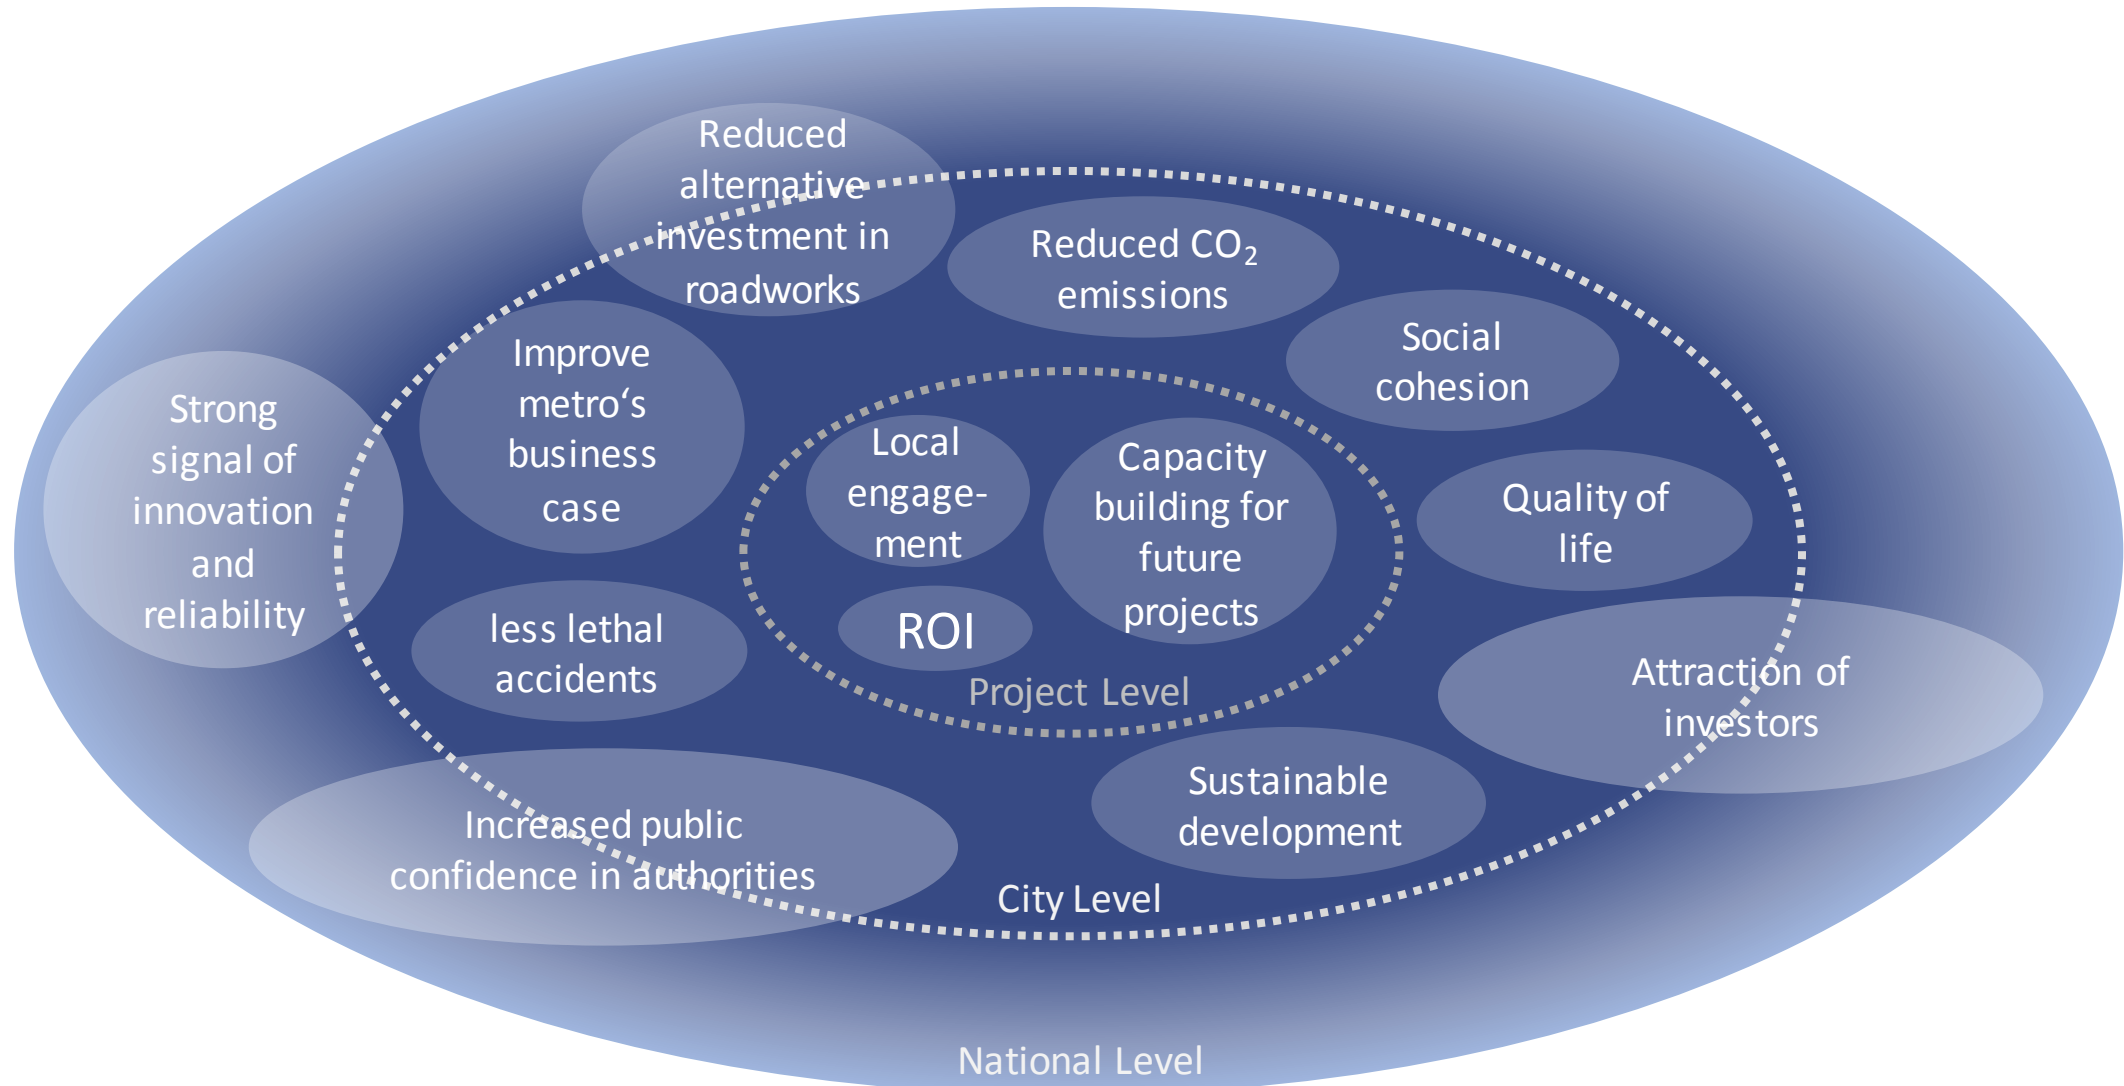 Reduced
alternative
investment in
roadworks
Reduced CO₂
emissions
Social
cohesion
Improve
metro‘s
business
case
Strong
signal of
innovation
and
reliability
Local
engage-
ment
Capacity
building for
future
projects
Quality of
life
ROI
less lethal
accidents
Project Level
Attraction of
investors
Sustainable
development
Increased public
confidence in authorities
City Level
National Level